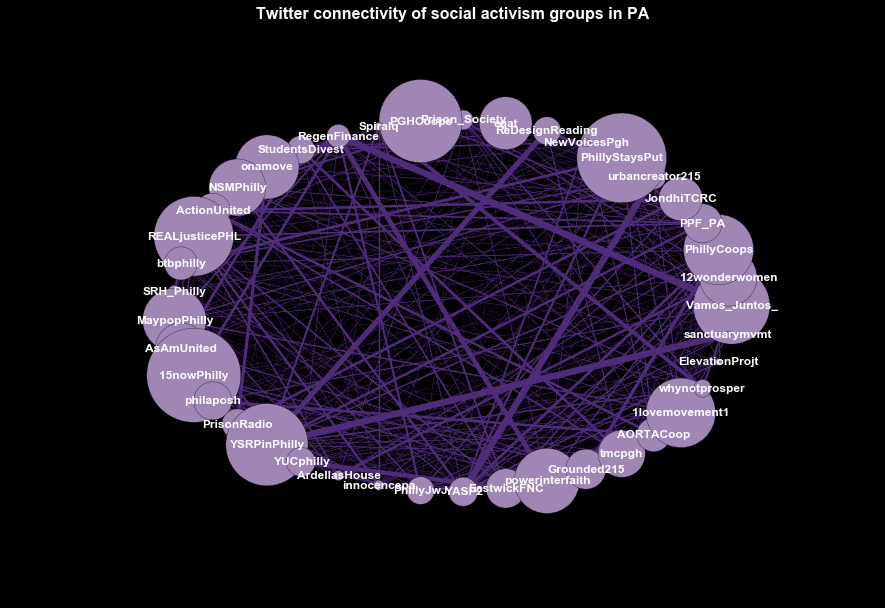 Twitter connectivity of social activism groups in PA
Prison_Society
PGHCoops
Spiralq
ReDesignReading
RegenFinance
NewVoicesPgh
StudentsDivest
PhillyStaysPut
onamove
urbancreator215
NSMPhilly
JondhiTCRC
ActionUnited
PPF_PA
REALjusticePHL
PhillyCoops
btbphilly
12wonderwomen
SRH_Philly
Vamos_Juntos_
MaypopPhilly
sanctuarymvmt
AsAmUnited
ElevationProjt
15nowPhilly
whynotprosper
philaposh
1lovemovement1
PrisonRadio
AORTACoop
YSRPinPhilly
tmcpgh
YUCphilly
Grounded215
ArdellasHouse
powerinterfaith
innocencepa
PhillyJwJ
YASP2
EastwickFNC